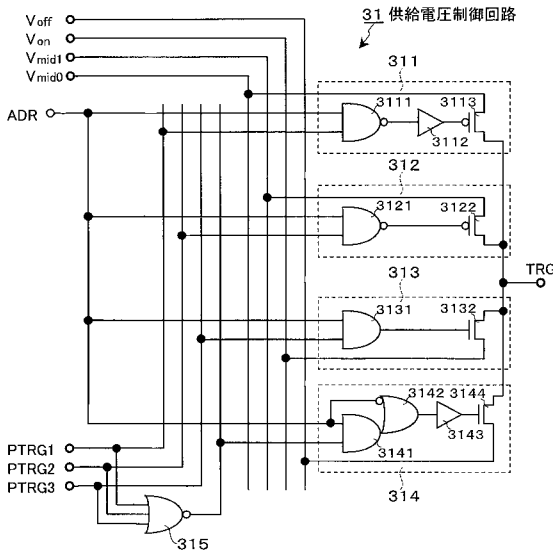 31 供給電圧制御回路
Voff
Von
Vmid1
Vmid0
ADR
311
3111
3112
3113
312
3121
3122
TRG
313
3131
3132
3142
3144
3143
3141
314
PTRG1
PTRG2
PTRG3
315